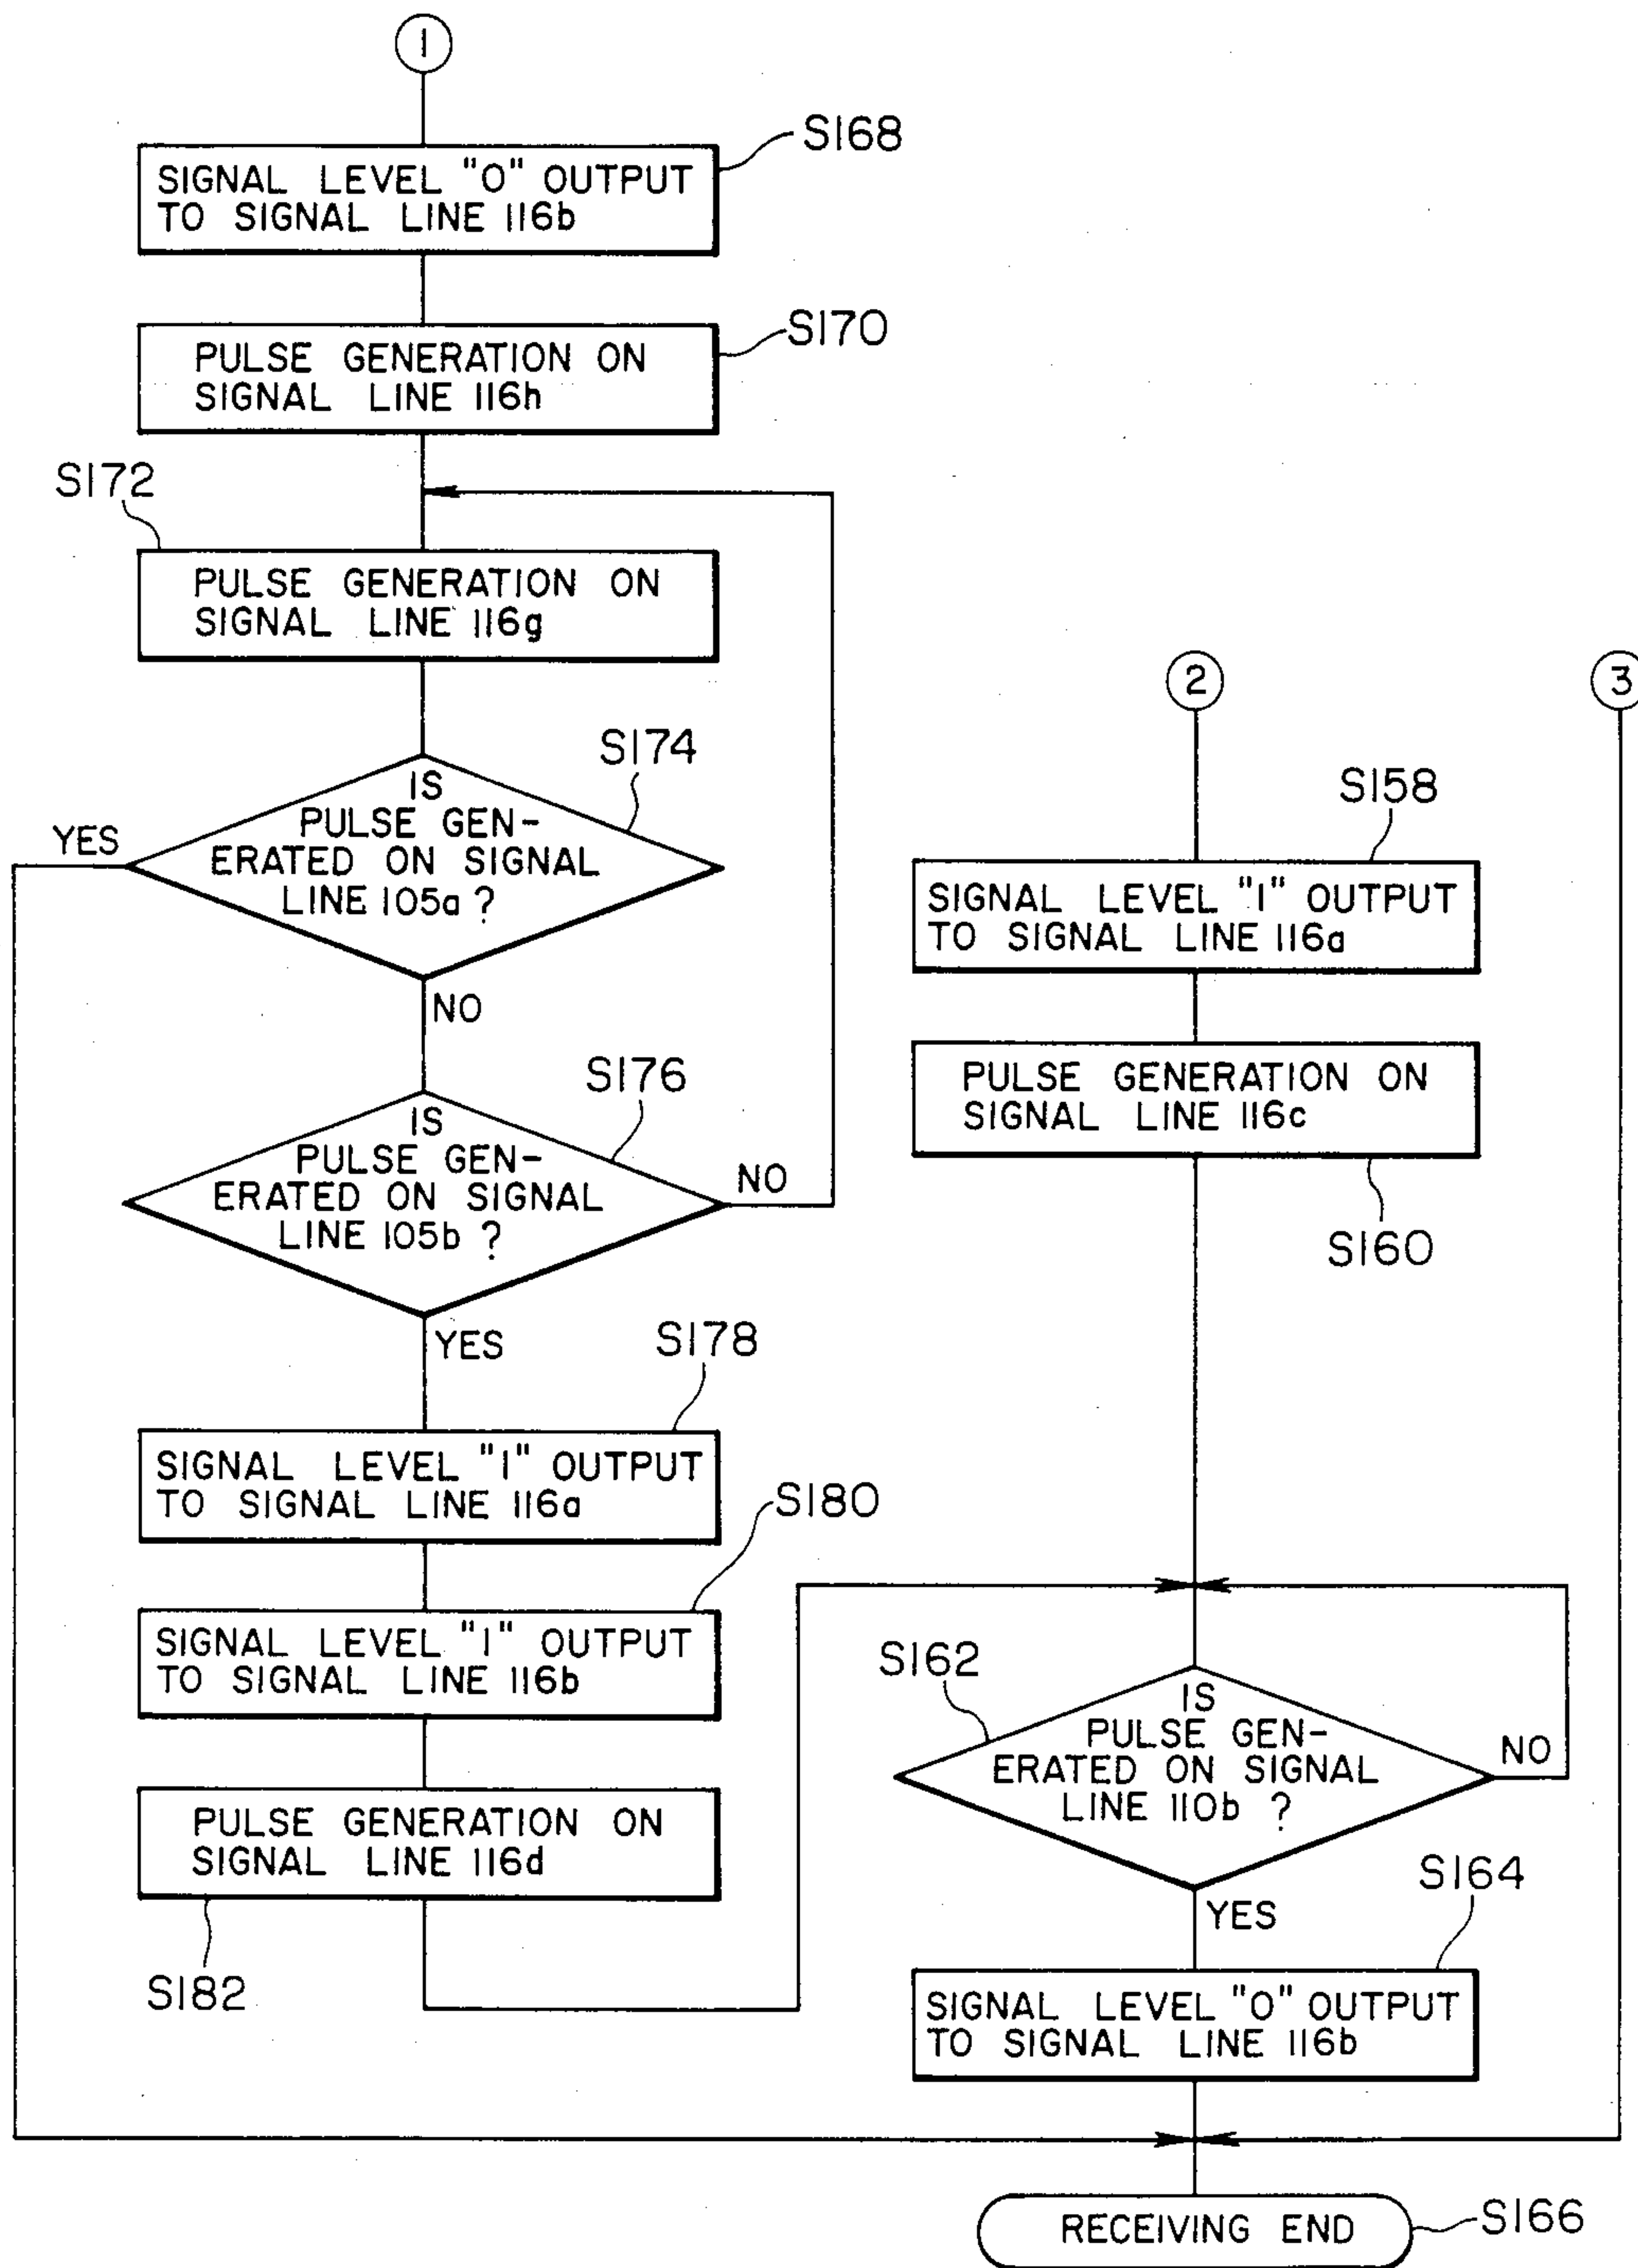 1
S168
SIGNAL LEVEL "0" OUTPUT
TO SIGNAL LINE 116b
S170
PULSE GENERATION ON
SIGNAL LINE 116h
S172
PULSE GENERATION ON
SIGNAL LINE 116g
S174
IS
PULSE GEN-
ERATED ON SIGNAL
LINE 105a ?
YES
NO
S176
IS
PULSE GEN-
ERATED ON SIGNAL
LINE 105b ?
NO
YES
S178
SIGNAL LEVEL "1" OUTPUT
TO SIGNAL LINE 116a
S180
SIGNAL LEVEL "1" OUTPUT
TO SIGNAL LINE 116b
PULSE GENERATION ON
SIGNAL LINE 116d
S182
2
3
S158
SIGNAL LEVEL "1" OUTPUT
TO SIGNAL LINE 116a
PULSE GENERATION ON
SIGNAL LINE 116c
S160
S162
IS
PULSE GEN-
ERATED ON SIGNAL
LINE 110b ?
NO
YES
S164
SIGNAL LEVEL "0" OUTPUT
TO SIGNAL LINE 116b
RECEIVING END
S166